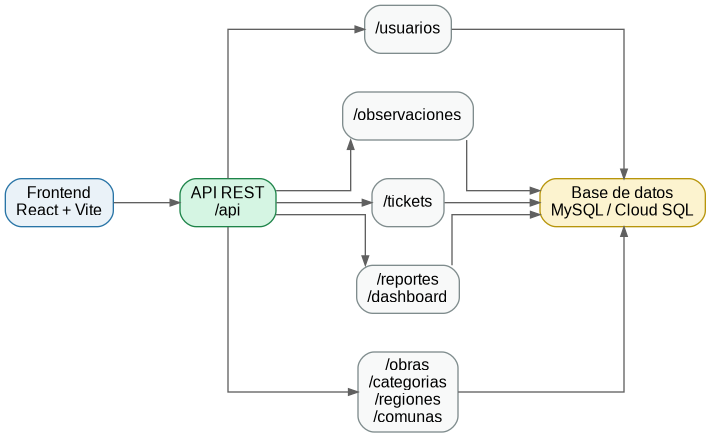 /usuarios
/observaciones
Frontend
React + Vite
API REST
/api
/tickets
Base de datos
MySQL / Cloud SQL
/reportes
/dashboard
/obras
/categorias
/regiones
/comunas